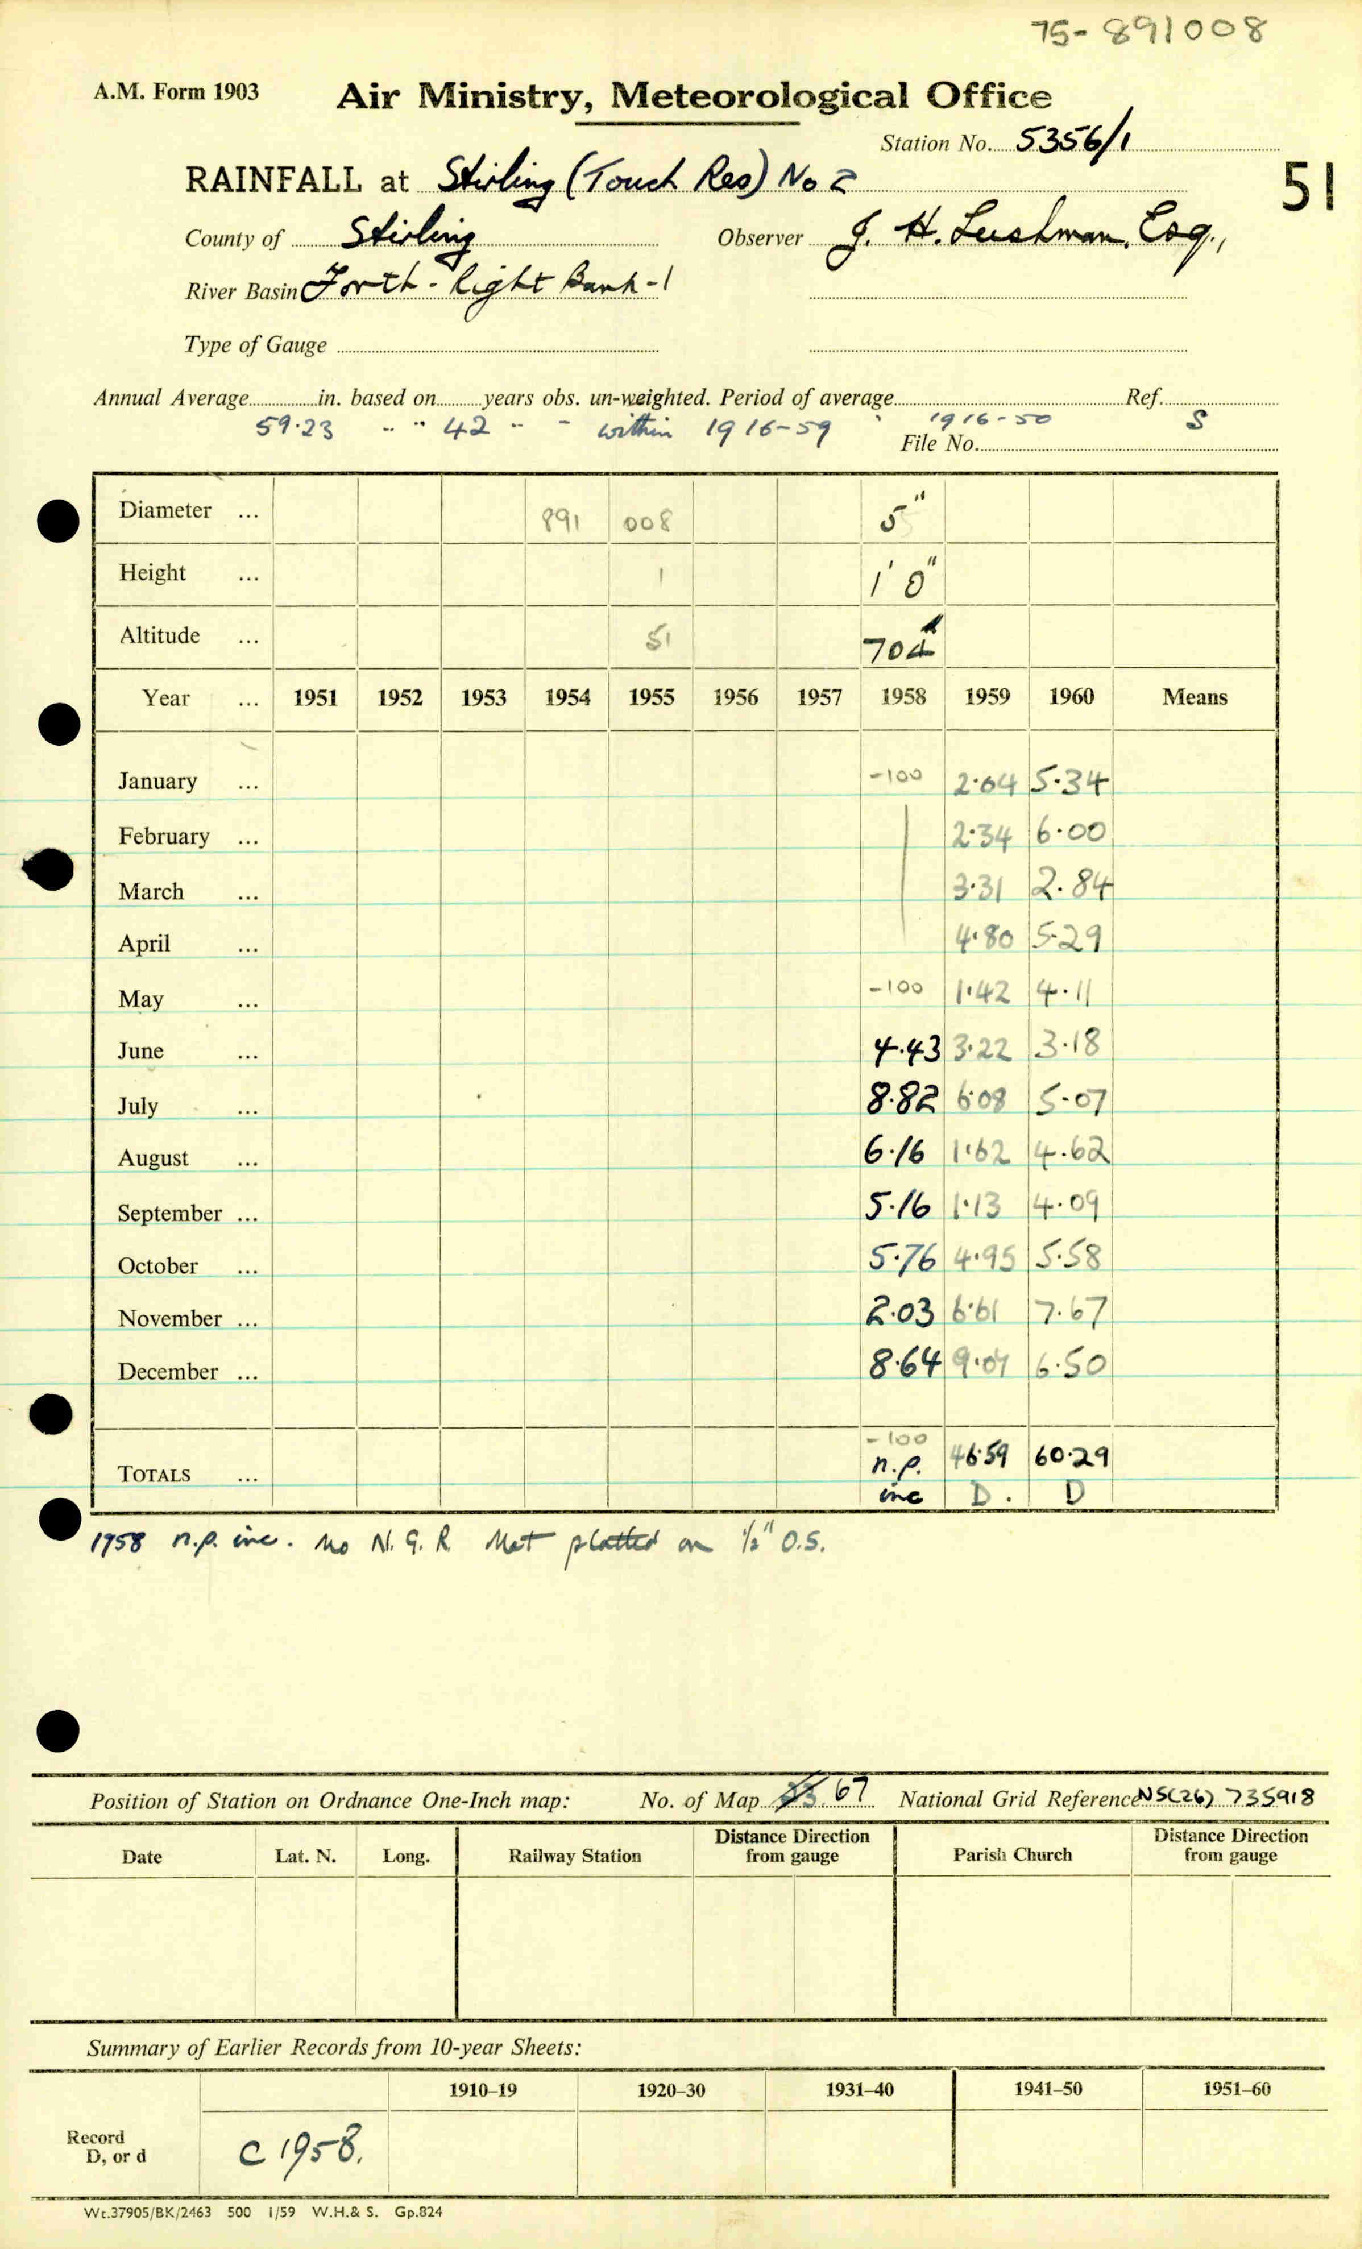 75-891008
A.M. Form 1903
Air Ministry, Meteorological Office
Station No. 5356/1
RAINFALL at Stirling (Touch Res) No 2
51
County of Stirling Observer J. H. Lushman, Esq.,
River Basin Forth - Right Bank - 1
Type of Gauge
Annual Average in. based on years obs. un-weighted. Period of average Ref.
59.23 " " 42 " - within 1916-59 " 1916-50 S
File No.
Diameter ... 891 008 5"
Height ... 1 1' 0"
Altitude ... 51 704
Year ... 1951 1952 1953 1954 1955 1956 1957 1958 1959 1960 Means
January ... -100 2.04 5.34
February ... 2.34 6.00
March ... 3.31 2.84
April ... 4.80 5.29
May ... -100 1.42 4.11
June ... 4.43 3.22 3.18
July ... 8.82 6.08 5.07
August ... 6.16 1.62 4.62
September ... 5.16 1.13 4.09
October ... 5.76 4.95 5.58
November ... 2.03 6.61 7.67
December ... 8.64 9.07 6.50
-100
TOTALS ... n.p. 46.59 60.29
inc D. D
1958 n.p. inc. No N.G.R. Not plotted on 1/2" O.S.
Position of Station on Ordnance One-Inch map: No. of Map 67 National Grid Reference NS(26) 735918
Date Lat. N. Long. Railway Station Distance Direction from gauge Parish Church Distance Direction from gauge
Summary of Earlier Records from 10-year Sheets:
1910–19 1920–30 1931–40 1941–50 1951–60
Record
D, or d
C 1958.
Wt.37905/BK/2463 500 1/59 W.H.& S. Gp.824